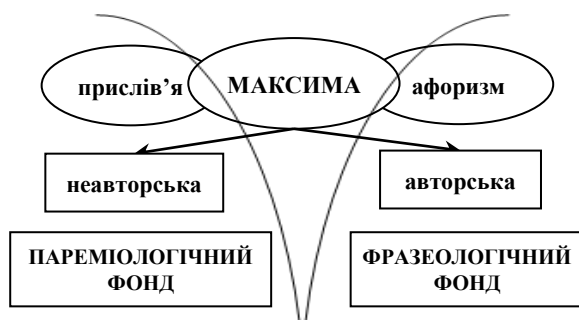 прислів’я МАКСИМА афоризм
неавторська авторська
ПАРЕМІОЛОГІЧНИЙ ФОНД
ФРАЗЕОЛОГІЧНИЙ ФОНД